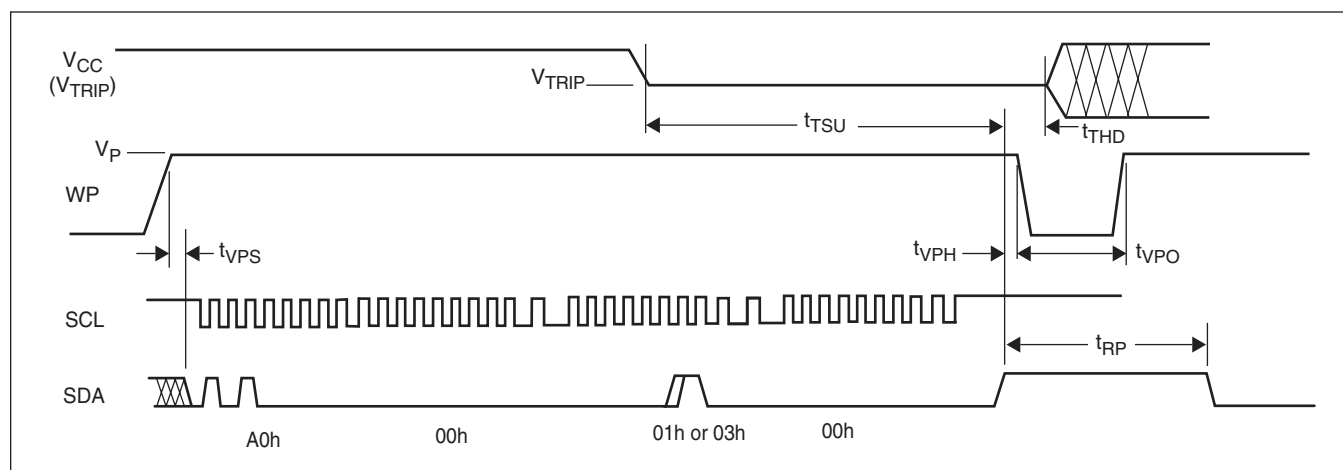 VCC
(VTRIP)
VTRIP
tTSU
tTHD
VP
WP
tVPS
tVPH
tVPO
SCL
tRP
SDA
A0h
00h
01h or 03h
00h